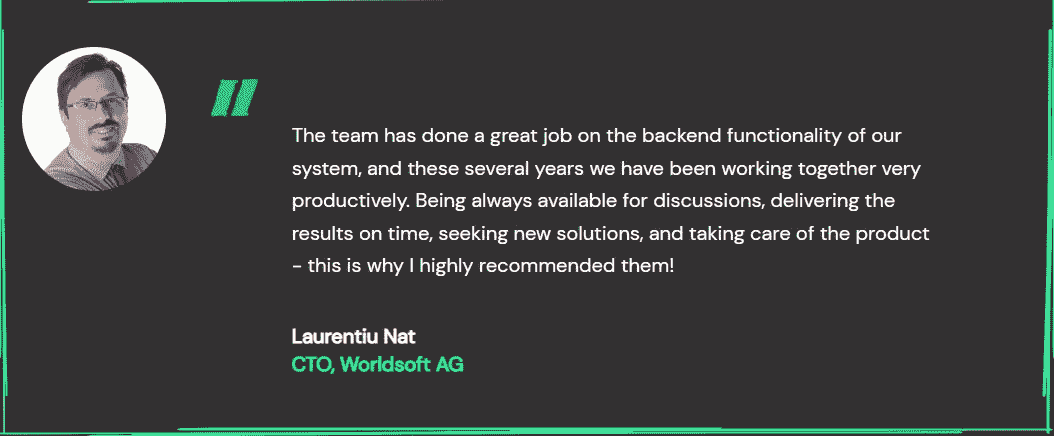 The team has done a great job on the backend functionality of our
system, and these several years we have been working together very
productively. Being always available for discussions, delivering the
results on time, seeking new solutions, and taking care of the product
– this is why I highly recommended them!
Laurentiu Nat
CTO, Worldsoft AG